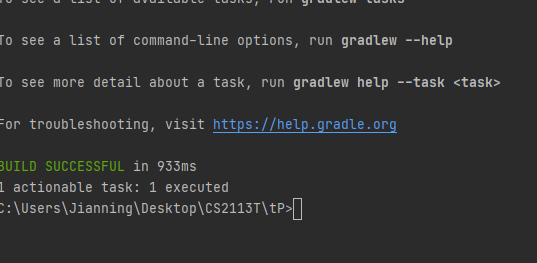 To see a list of available tasks, run gradlew tasks
To see a list of command-line options, run gradlew --help
To see more detail about a task, run gradlew help --task <task>
For troubleshooting, visit https://help.gradle.org
BUILD SUCCESSFUL in 933ms
1 actionable task: 1 executed
C:\Users\Jianning\Desktop\CS2113T\tP>